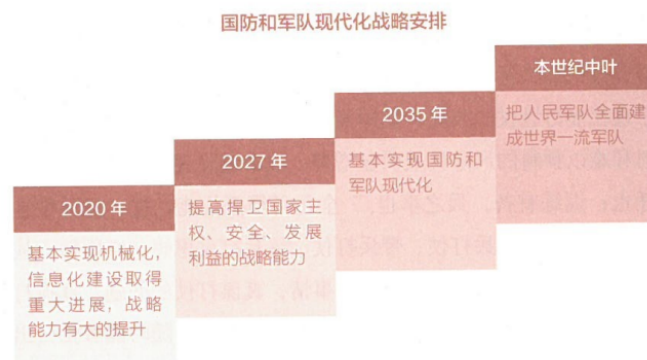 国防和军队现代化战略安排
2020 年
基本实现机械化，
信息化建设取得
重大进展，战略
能力有大的提升
2027 年
提高捍卫国家主
权、安全、发展
利益的战略能力
2035 年
基本实现国防和
军队现代化
本世纪中叶
把人民军队全面建
成世界一流军队